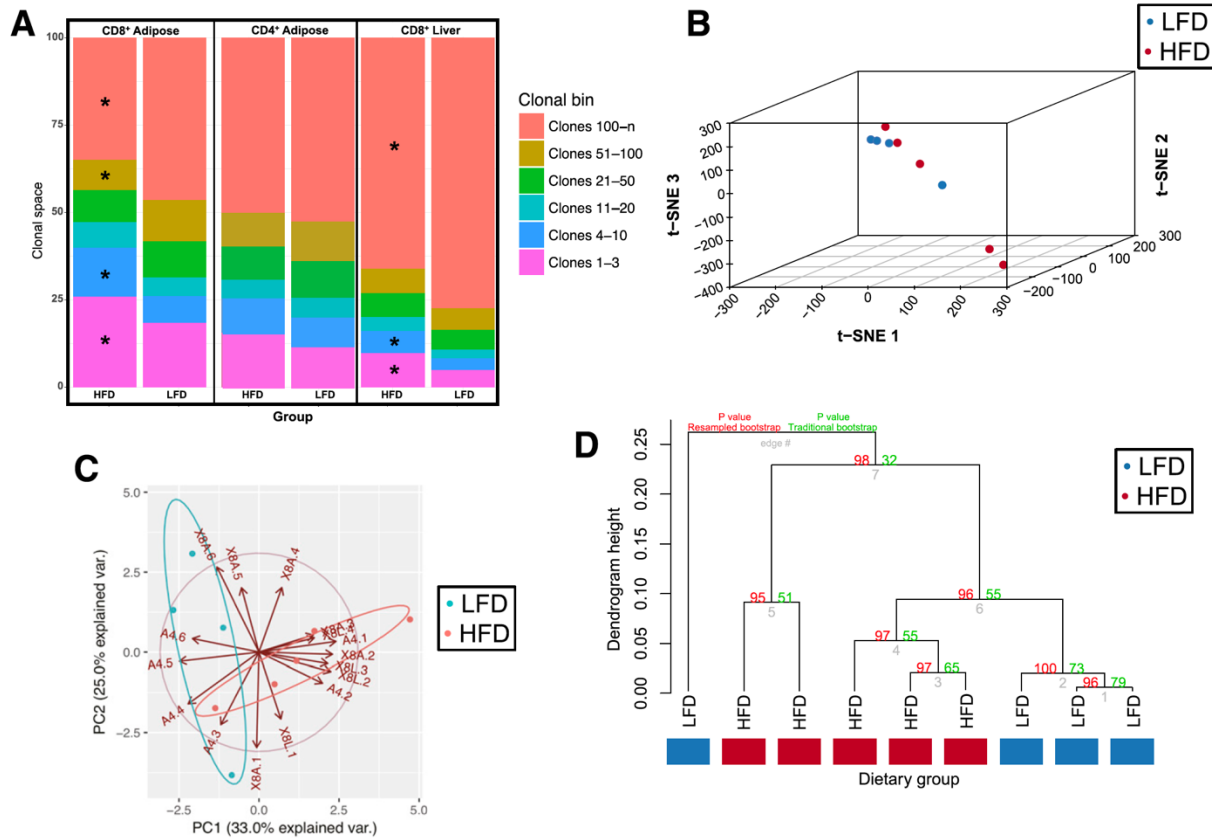 A
CD8+ Adipose
CD4+ Adipose
CD8+ Liver
100
75
50
25
0
Clonal space
*
*
*
*
*
*
*
HFD
LFD
HFD
LFD
HFD
LFD
Group
Clonal bin
Clones 100–n
Clones 51–100
Clones 21–50
Clones 11–20
Clones 4–10
Clones 1–3
B
LFD
HFD
300
200
100
0
−100
−200
−300
−400
t−SNE 3
−300
−200
−100
0
100
200
300
t−SNE 1
−200
−100
0
100
200
300
t−SNE 2
C
5.0
2.5
0.0
−2.5
PC2 (25.0% explained var.)
X8A.6
X8A.5
X8A.4
X8A.3
X8L.4
A4.1
X8A.2
X8L.3
X8L.2
A4.2
A4.6
A4.5
A4.4
A4.3
X8A.1
X8L.1
−2.5
0.0
2.5
5.0
PC1 (33.0% explained var.)
LFD
HFD
D
P value
Resampled bootstrap
P value
Traditional bootstrap
edge #
LFD
HFD
0.25
0.20
0.15
0.10
0.05
0.00
Dendrogram height
98 32
7
95 51
5
96 55
6
97 55
4
97 65
3
100 73
2
96 79
1
LFD
HFD
HFD
HFD
HFD
HFD
LFD
LFD
LFD
Dietary group